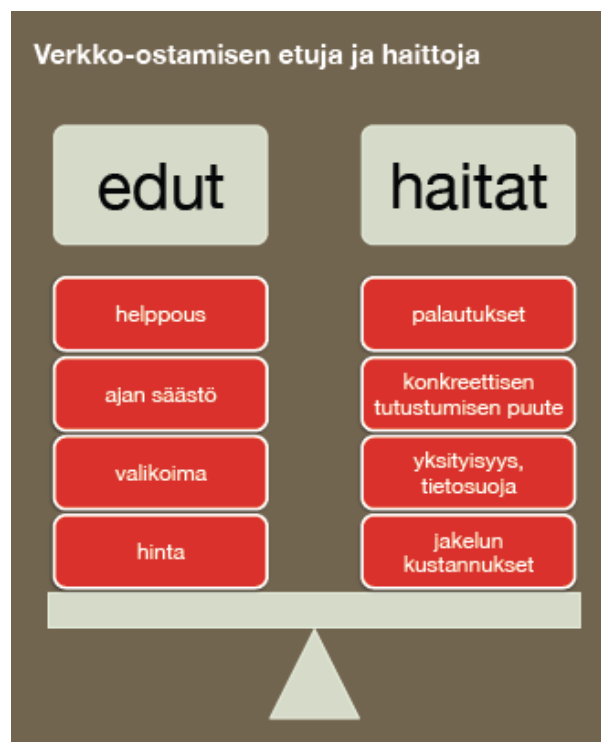 Verkko-ostamisen etuja ja haittoja
edut
haitat
helppous
palautukset
ajan säästö
konkreettisen
tutustumisen puute
valikoima
yksityisyys,
tietosuoja
hinta
jakelun
kustannukset